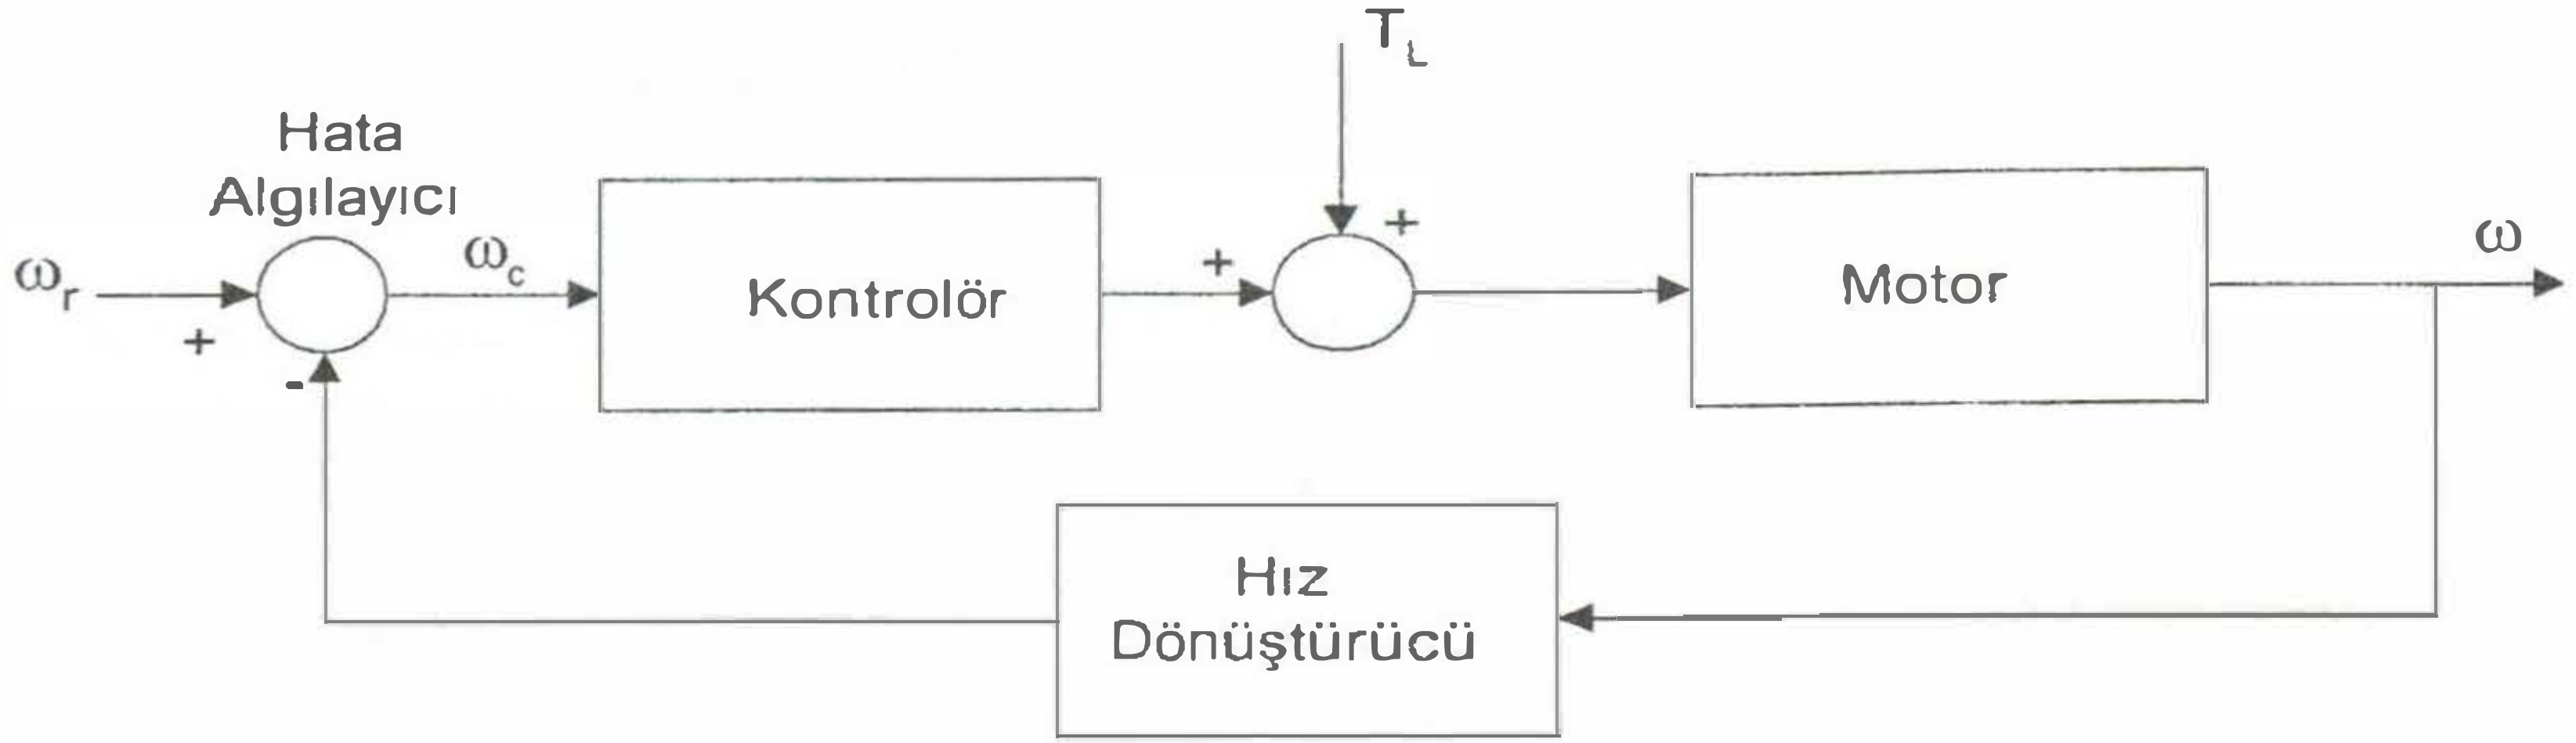 T_L
Hata
Algılayıcı
ω_r
+
-
ω_c
Kontrolör
+
+
Motor
ω
Hız
Dönüştürücü